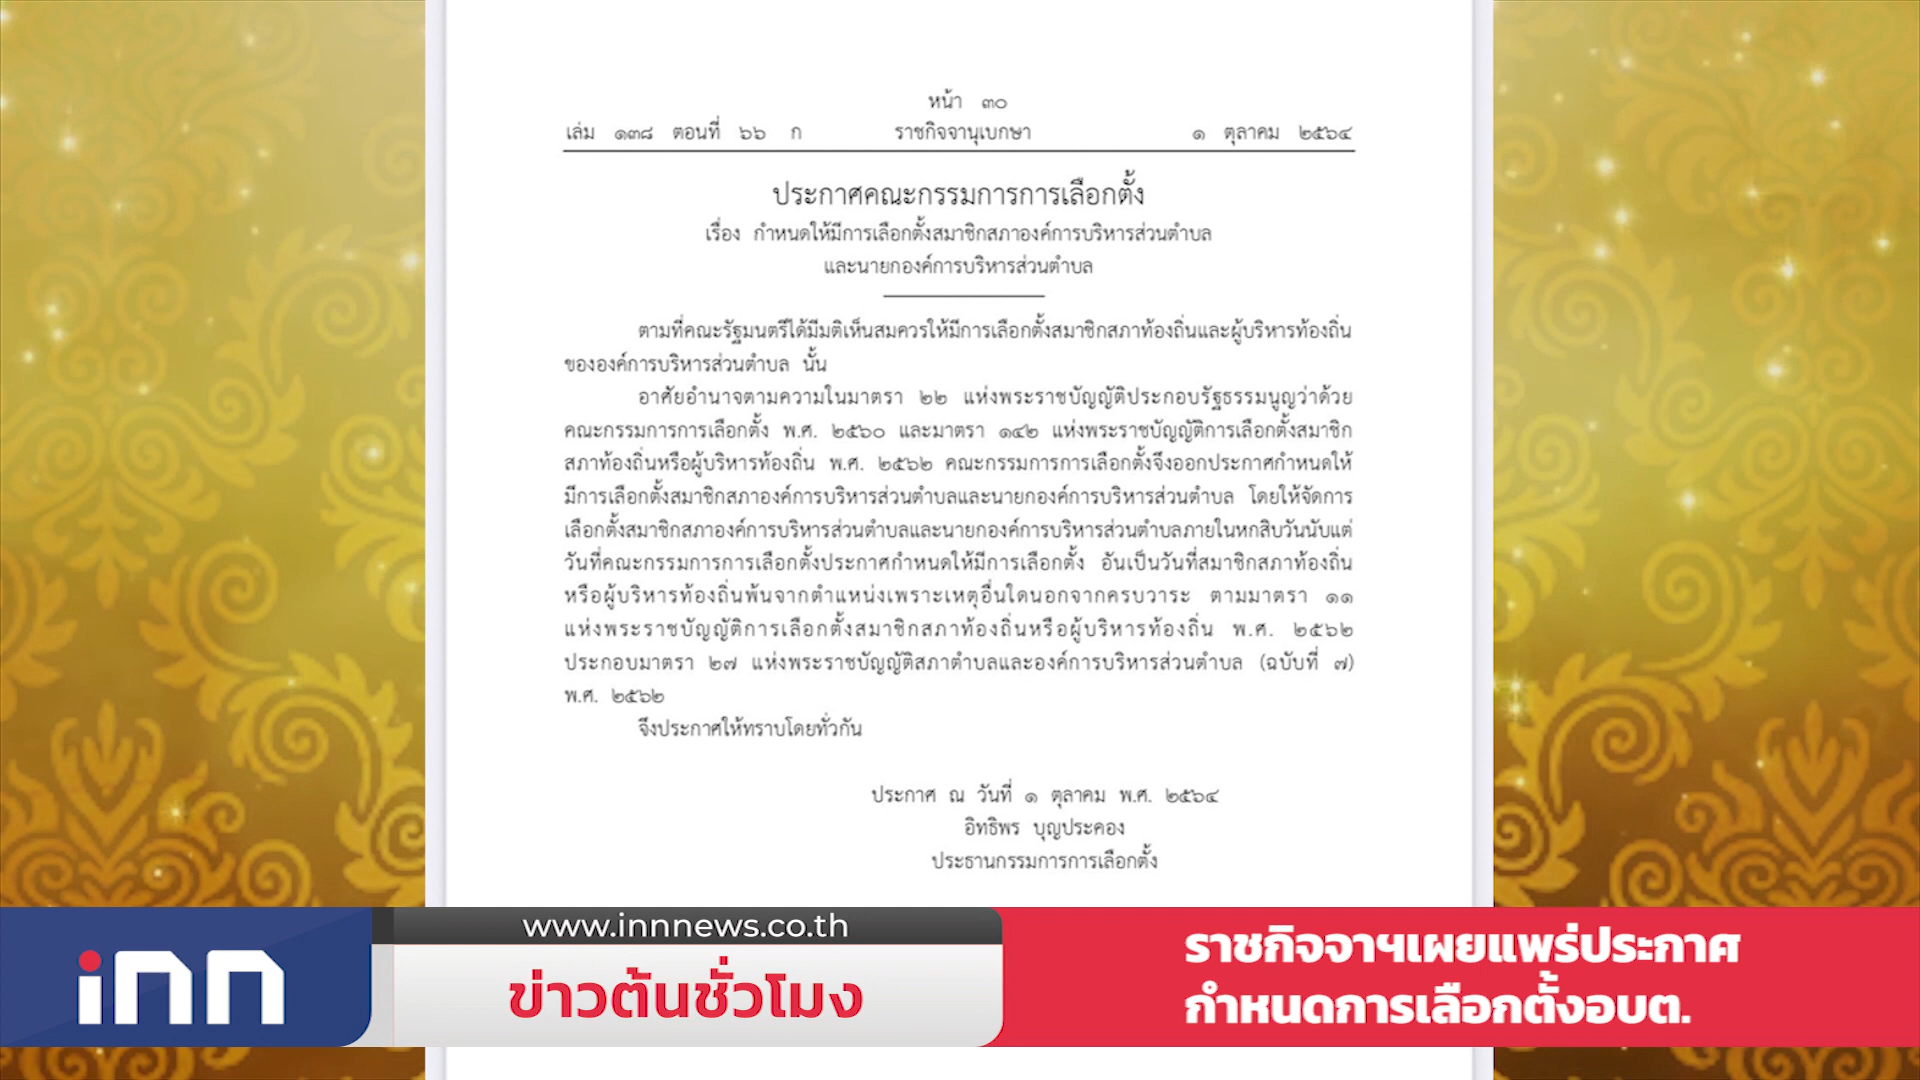 หน้า ๓๐
เล่ม ๑๓๘ ตอนที่ ๖๖ ก ราชกิจจานุเบกษา ๑ ตุลาคม ๒๕๖๔
ประกาศคณะกรรมการการเลือกตั้ง
เรื่อง กำหนดให้มีการเลือกตั้งสมาชิกสภาองค์การบริหารส่วนตำบล
และนายกองค์การบริหารส่วนตำบล
ตามที่คณะรัฐมนตรีได้มีมติเห็นสมควรให้มีการเลือกตั้งสมาชิกสภาท้องถิ่นและผู้บริหารท้องถิ่น
ขององค์การบริหารส่วนตำบล นั้น
อาศัยอำนาจตามความในมาตรา ๒๒ แห่งพระราชบัญญัติประกอบรัฐธรรมนูญว่าด้วย
คณะกรรมการการเลือกตั้ง พ.ศ. ๒๕๖๐ และมาตรา ๑๔๒ แห่งพระราชบัญญัติการเลือกตั้งสมาชิก
สภาท้องถิ่นหรือผู้บริหารท้องถิ่น พ.ศ. ๒๕๖๒ คณะกรรมการการเลือกตั้งจึงออกประกาศกำหนดให้
มีการเลือกตั้งสมาชิกสภาองค์การบริหารส่วนตำบลและนายกองค์การบริหารส่วนตำบล โดยให้จัดการ
เลือกตั้งสมาชิกสภาองค์การบริหารส่วนตำบลและนายกองค์การบริหารส่วนตำบลภายในหกสิบวันนับแต่
วันที่คณะกรรมการการเลือกตั้งประกาศกำหนดให้มีการเลือกตั้ง อันเป็นวันที่สมาชิกสภาท้องถิ่น
หรือผู้บริหารท้องถิ่นพ้นจากตำแหน่งเพราะเหตุอื่นใดนอกจากครบวาระ ตามมาตรา ๑๑
แห่งพระราชบัญญัติการเลือกตั้งสมาชิกสภาท้องถิ่นหรือผู้บริหารท้องถิ่น พ.ศ. ๒๕๖๒
ประกอบมาตรา ๒๗ แห่งพระราชบัญญัติสภาตำบลและองค์การบริหารส่วนตำบล (ฉบับที่ ๗)
พ.ศ. ๒๕๖๒
จึงประกาศให้ทราบโดยทั่วกัน
ประกาศ ณ วันที่ ๑ ตุลาคม พ.ศ. ๒๕๖๔
อิทธิพร บุญประคอง
ประธานกรรมการการเลือกตั้ง
inn
www.innnews.co.th
ข่าวต้นชั่วโมง
ราชกิจจาฯเผยแพร่ประกาศ
กำหนดการเลือกตั้งอบต.